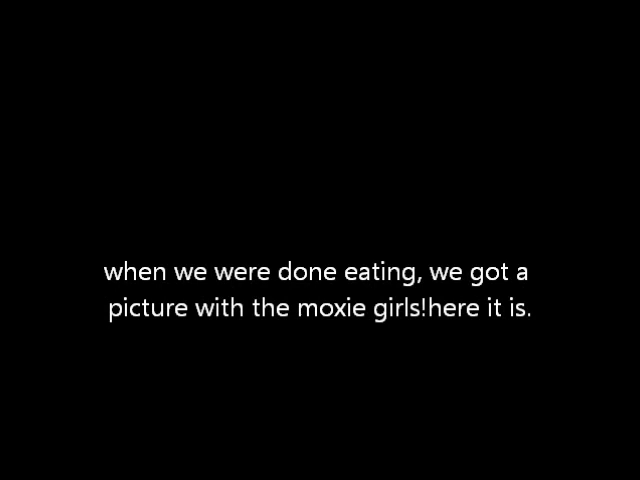 when we were done eating, we got a
picture with the moxie girls!here it is.